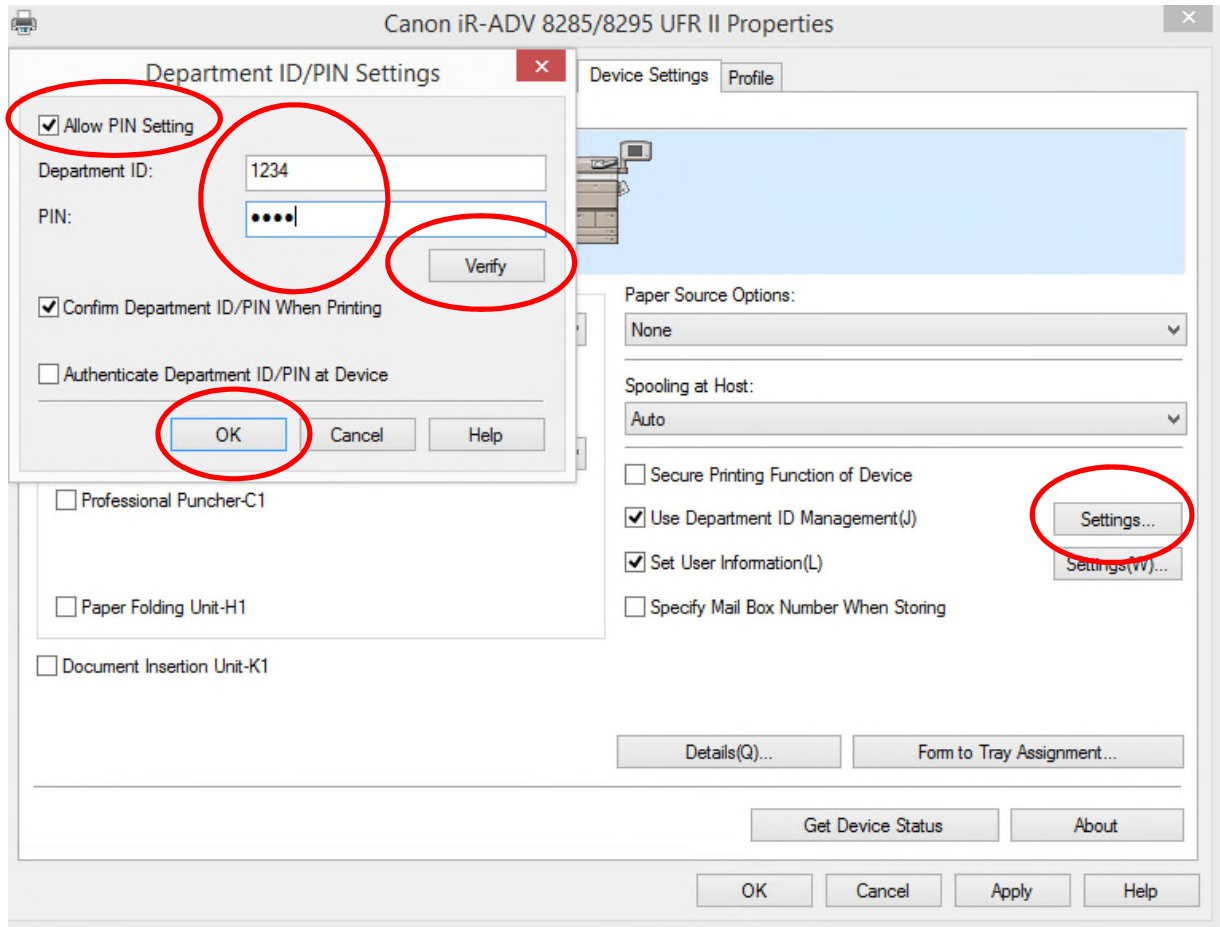 Canon iR-ADV 8285/8295 UFR II Properties
Department ID/PIN Settings
Allow PIN Setting
Department ID:
1234
PIN:
••••
Verify
Confirm Department ID/PIN When Printing
Authenticate Department ID/PIN at Device
OK
Cancel
Help
Device Settings
Profile
Professional Puncher-C1
Paper Folding Unit-H1
Document Insertion Unit-K1
Paper Source Options:
None
Spooling at Host:
Auto
Secure Printing Function of Device
Use Department ID Management(J)
Settings...
Set User Information(L)
Settings(W)...
Specify Mail Box Number When Storing
Details(Q)...
Form to Tray Assignment...
Get Device Status
About
OK
Cancel
Apply
Help